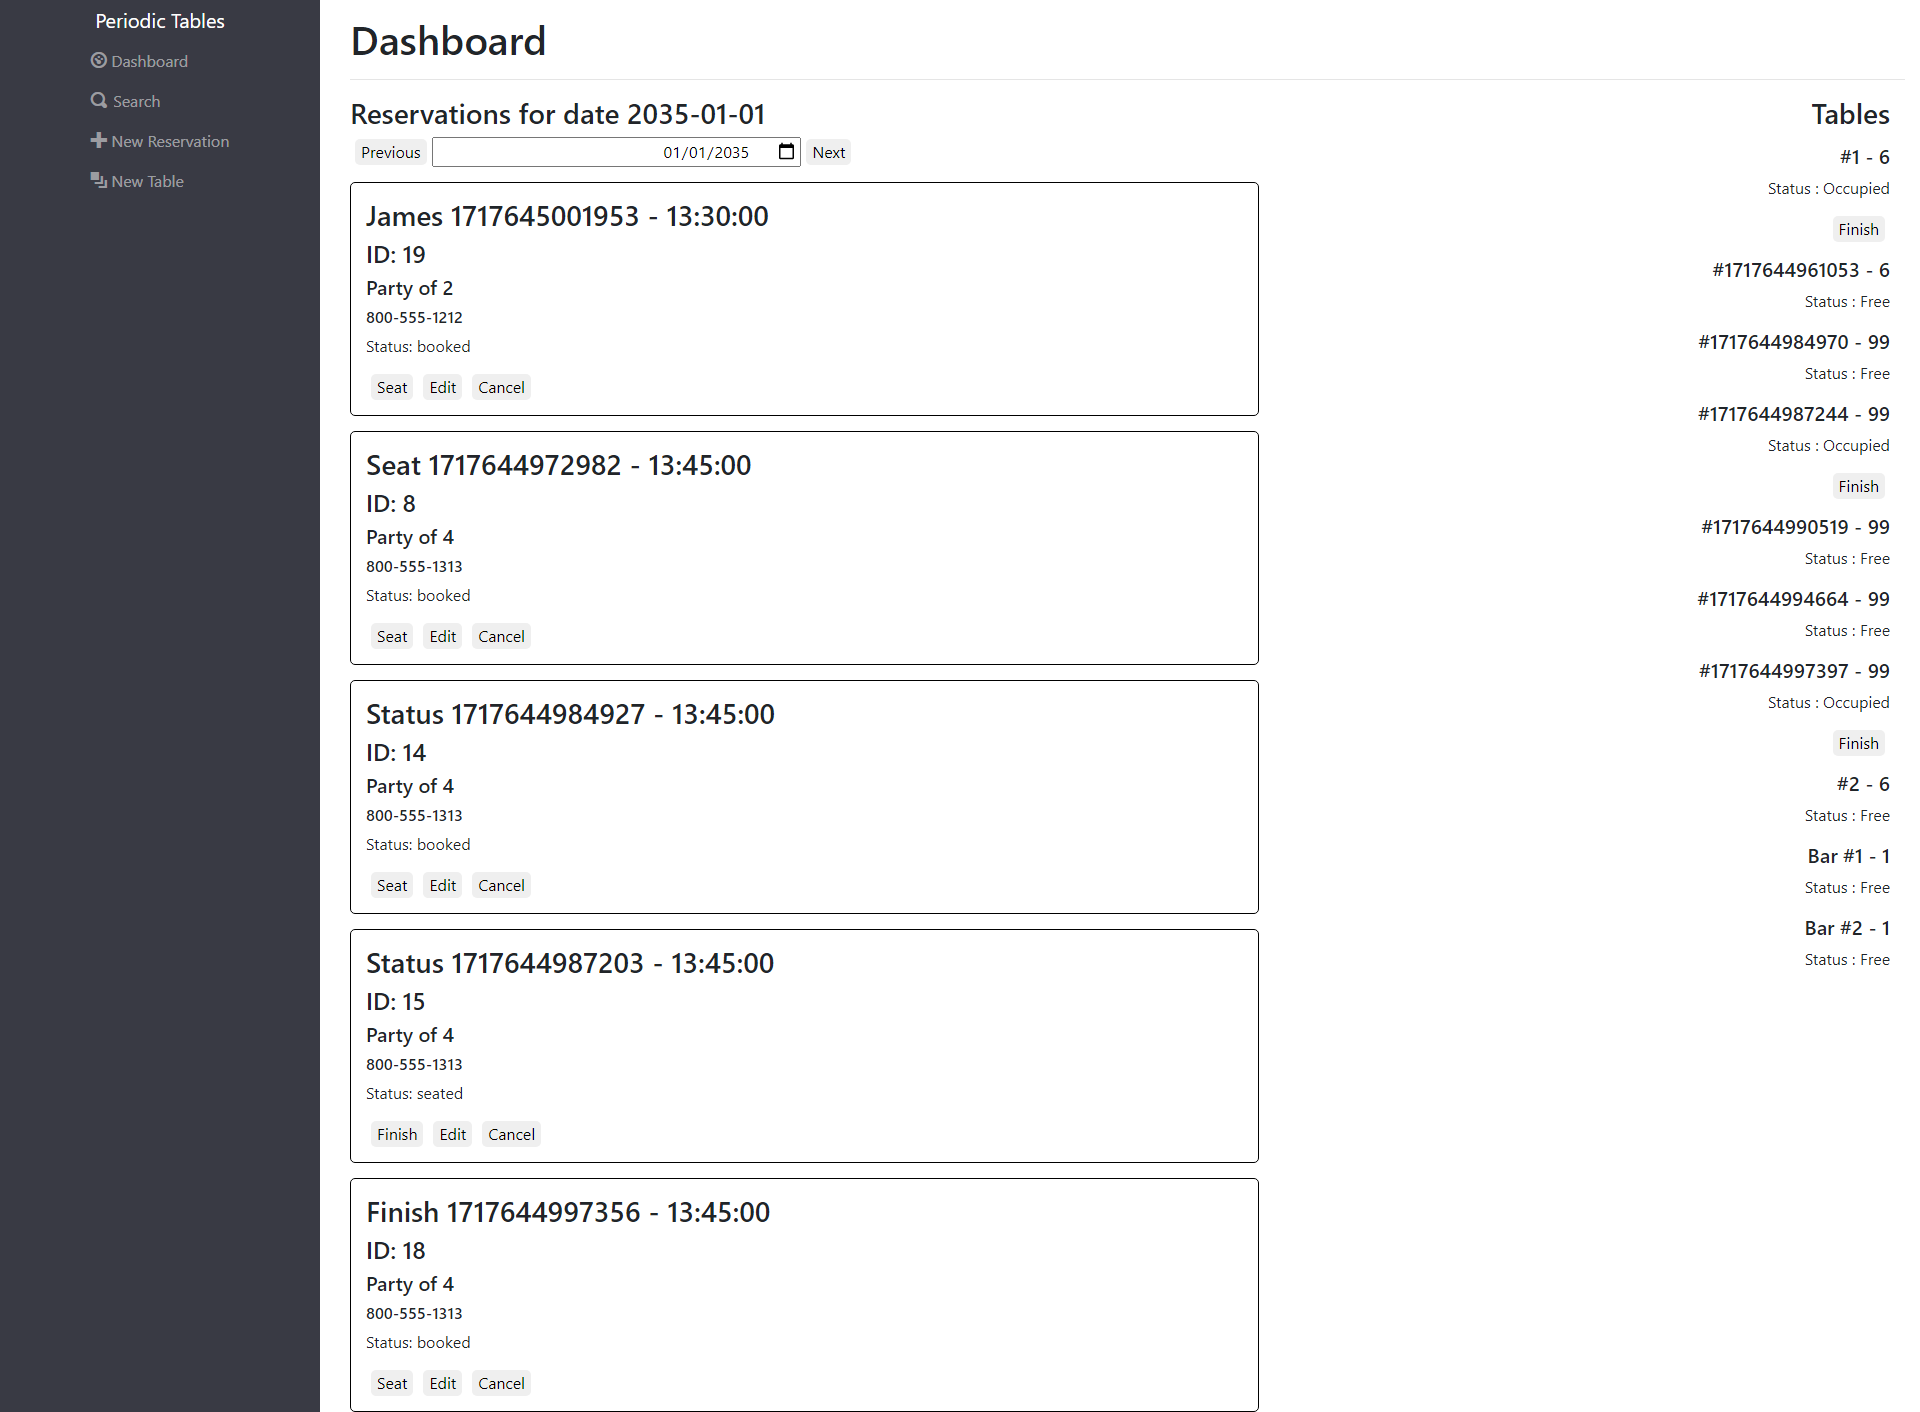 Periodic Tables
Dashboard
Search
New Reservation
New Table
Dashboard
Reservations for date 2035-01-01
Previous 01/01/2035 Next
James 1717645001953 - 13:30:00
ID: 19
Party of 2
800-555-1212
Status: booked
Seat Edit Cancel
Seat 1717644972982 - 13:45:00
ID: 8
Party of 4
800-555-1313
Status: booked
Seat Edit Cancel
Status 1717644984927 - 13:45:00
ID: 14
Party of 4
800-555-1313
Status: booked
Seat Edit Cancel
Status 1717644987203 - 13:45:00
ID: 15
Party of 4
800-555-1313
Status: seated
Finish Edit Cancel
Finish 1717644997356 - 13:45:00
ID: 18
Party of 4
800-555-1313
Status: booked
Seat Edit Cancel
Tables
#1 - 6
Status : Occupied
Finish
#1717644961053 - 6
Status : Free
#1717644984970 - 99
Status : Free
#1717644987244 - 99
Status : Occupied
Finish
#1717644990519 - 99
Status : Free
#1717644994664 - 99
Status : Free
#1717644997397 - 99
Status : Occupied
Finish
#2 - 6
Status : Free
Bar #1 - 1
Status : Free
Bar #2 - 1
Status : Free